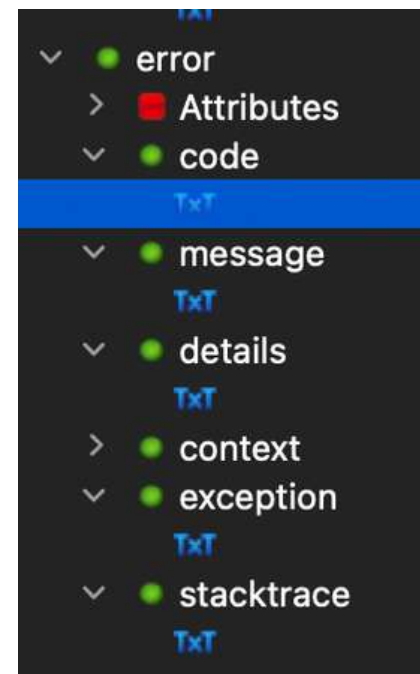 error
Attributes
code
TxT
message
TxT
details
TxT
context
exception
TxT
stacktrace
TxT